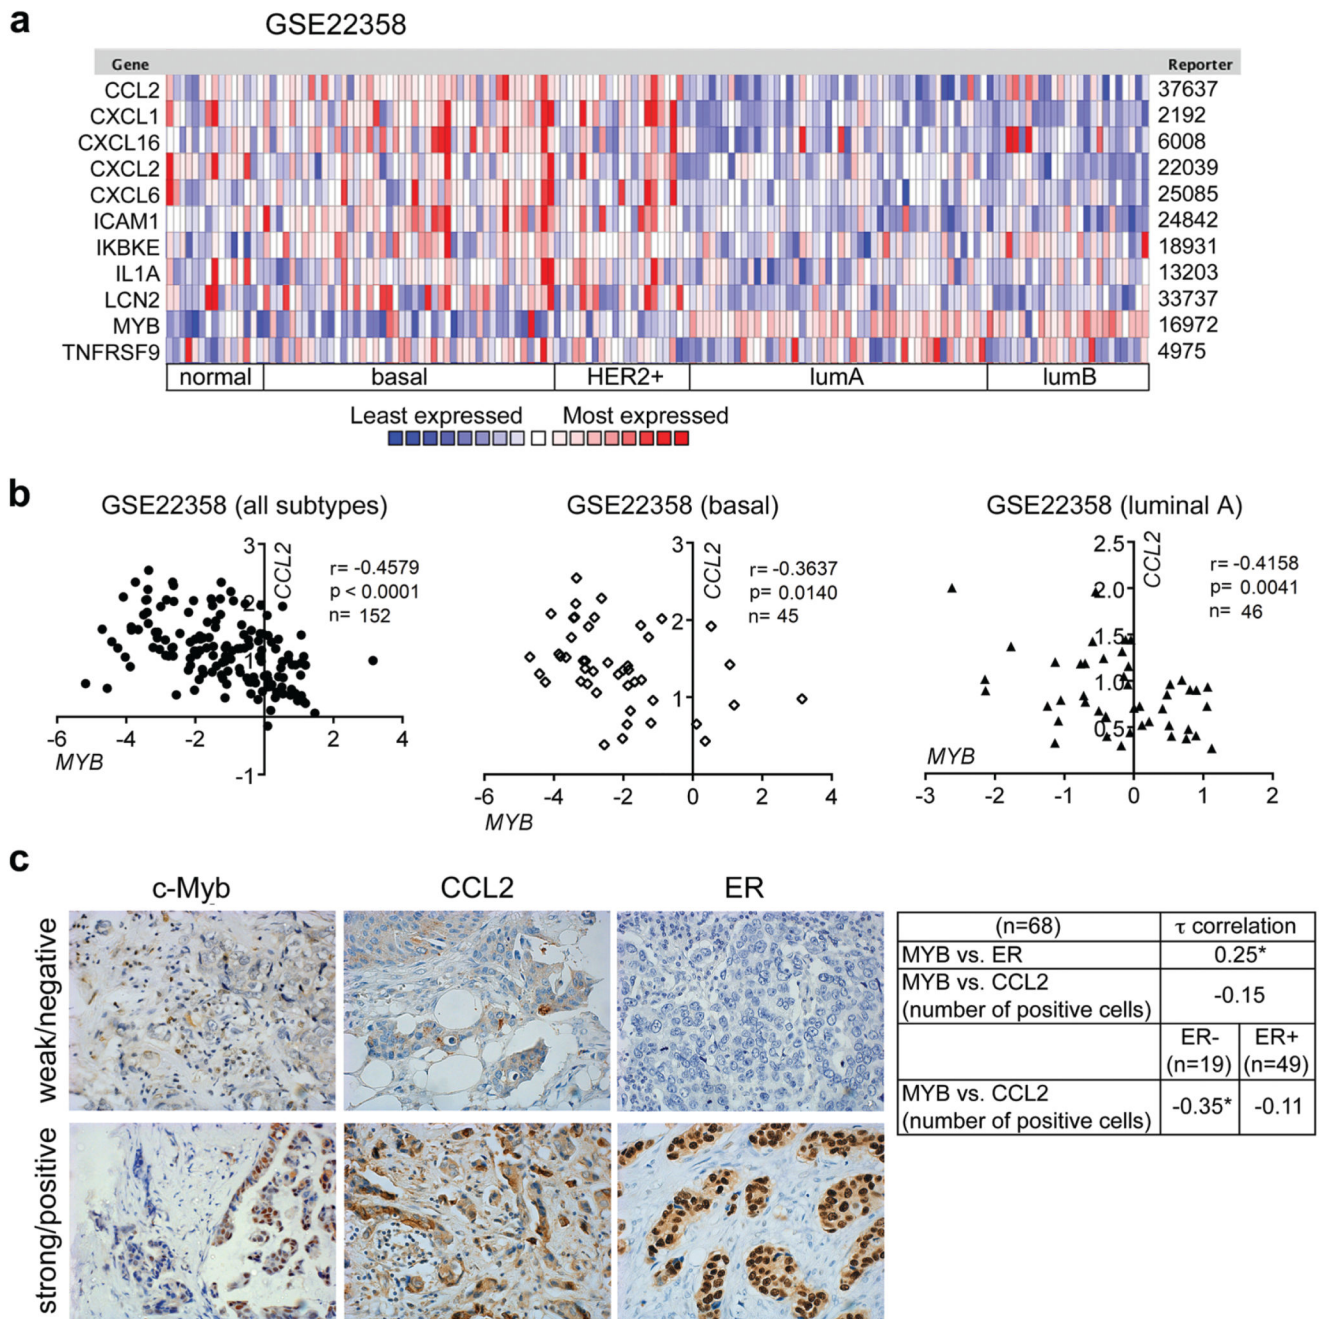 a
GSE22358
Gene Reporter
CCL2 37637
CXCL1 2192
CXCL16 6008
CXCL2 22039
CXCL6 25085
ICAM1 24842
IKBKE 18931
IL1A 13203
LCN2 33737
MYB 16972
TNFRSF9 4975
normal basal HER2+ lumA lumB
Least expressed Most expressed
b
GSE22358 (all subtypes)
3
CCL2
2
1
-1
-6 -4 -2 0 2 4
MYB
r= -0.4579
p < 0.0001
n= 152
GSE22358 (basal)
3
CCL2
2
1
-6 -4 -2 0 2 4
MYB
r= -0.3637
p= 0.0140
n= 45
GSE22358 (luminal A)
2.5
CCL2
2.0
1.5
1.0
0.5
MYB
-3 -2 -1 0 1 2
r= -0.4158
p= 0.0041
n= 46
c
c-Myb CCL2 ER
weak/negative
strong/positive
(n=68) τ correlation
MYB vs. ER 0.25*
MYB vs. CCL2
(number of positive cells) -0.15
ER- ER+
(n=19) (n=49)
MYB vs. CCL2
(number of positive cells) -0.35* -0.11